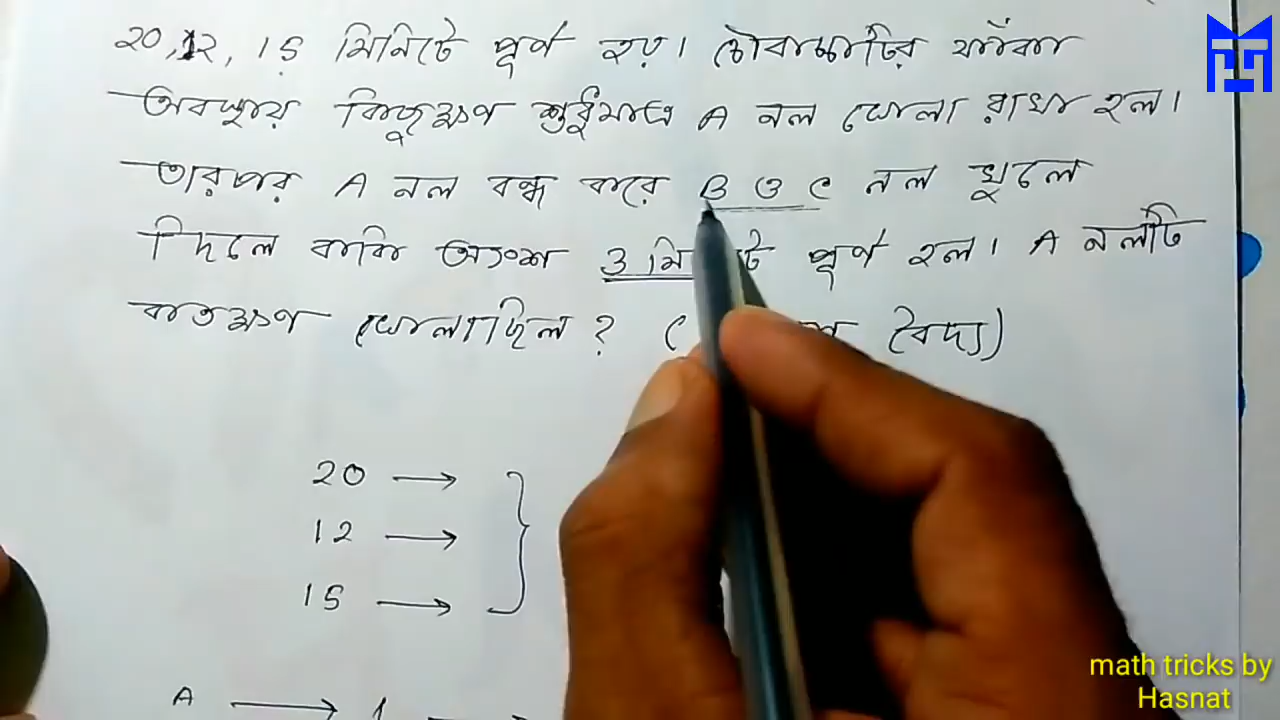 20, 12, 15 মিনিটে পূর্ণ হয়। চৌবাচ্চাটির ফাঁকা
অবস্থায় কিছুক্ষণ শুধুমাত্র A নল খোলা রাখা হল।
তারপর A নল বন্ধ করে B ও C নল খুলে
দিলে বাকি অংশ 3 পূর্ণ হল। A নলটি
কতক্ষণ খোলাছিল? ( বৈদ্য)
20 →
12 →
15 →
A → 1
math tricks by
Hasnat